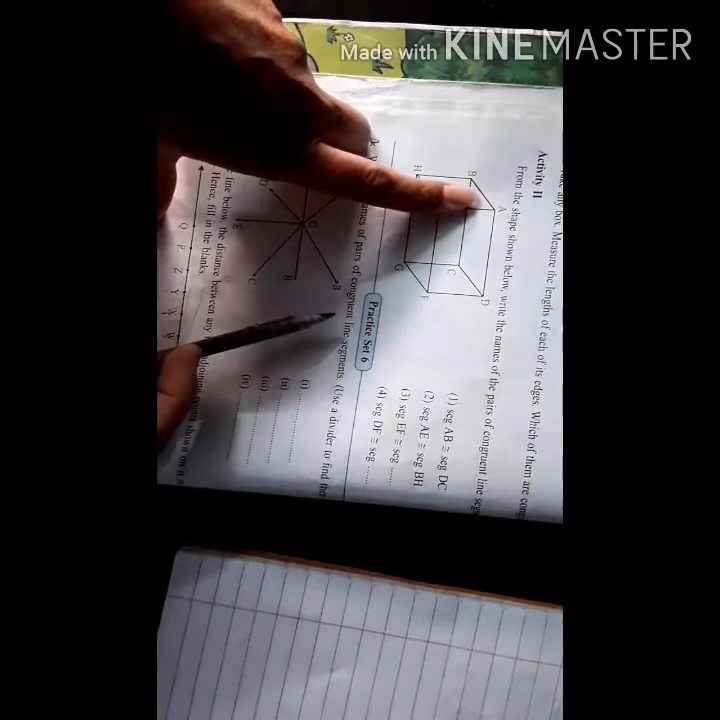 Made with KINEMASTER
any box. Measure the lengths of each of its edges. Which of them are
Activity II
From the shape shown below, write the names of the pairs of congruent line
A
B
C
D
F
G
H
(1) seg AB ≅ seg DC
(2) seg AE ≅ seg BH
(3) seg EF ≅ seg ........
(4) seg DF ≅ seg ........
Practice Set 6
of pairs of congruent line segments. (Use a divider to find
B
R
C
E
D
(i) ..................
(ii) ..................
(iii) ..................
(iv) ..................
line below, the distance between any shown on it
Hence, fill in the blanks.
Q P Z Y X W